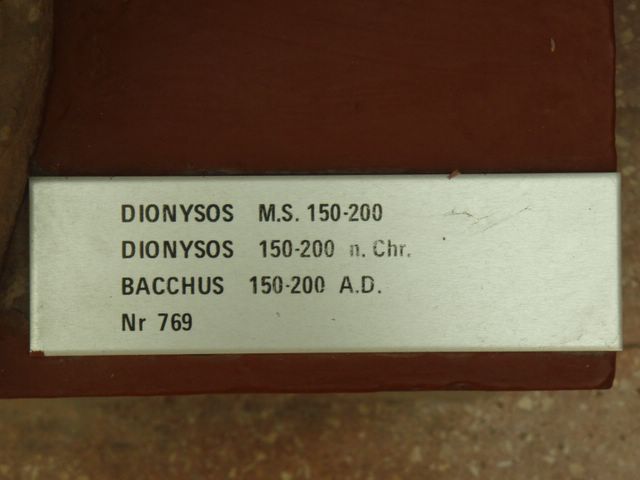 DIONYSOS M.S. 150-200
DIONYSOS 150-200 n. Chr.
BACCHUS 150-200 A.D.
Nr 769